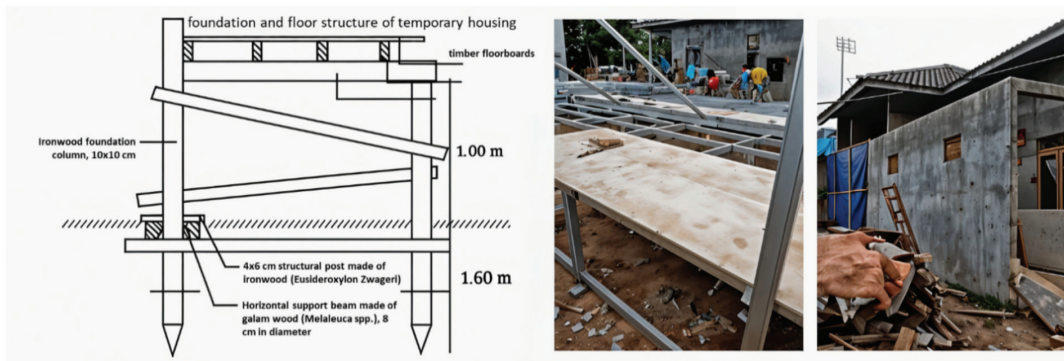 foundation and floor structure of temporary housing
timber floorboards
Ironwood foundation
column, 10x10 cm
1.00 m
4x6 cm structural post made of
ironwood (Eusideroxylon Zwageri)
1.60 m
Horizontal support beam made of
galam wood (Melaleuca spp.), 8
cm in diameter